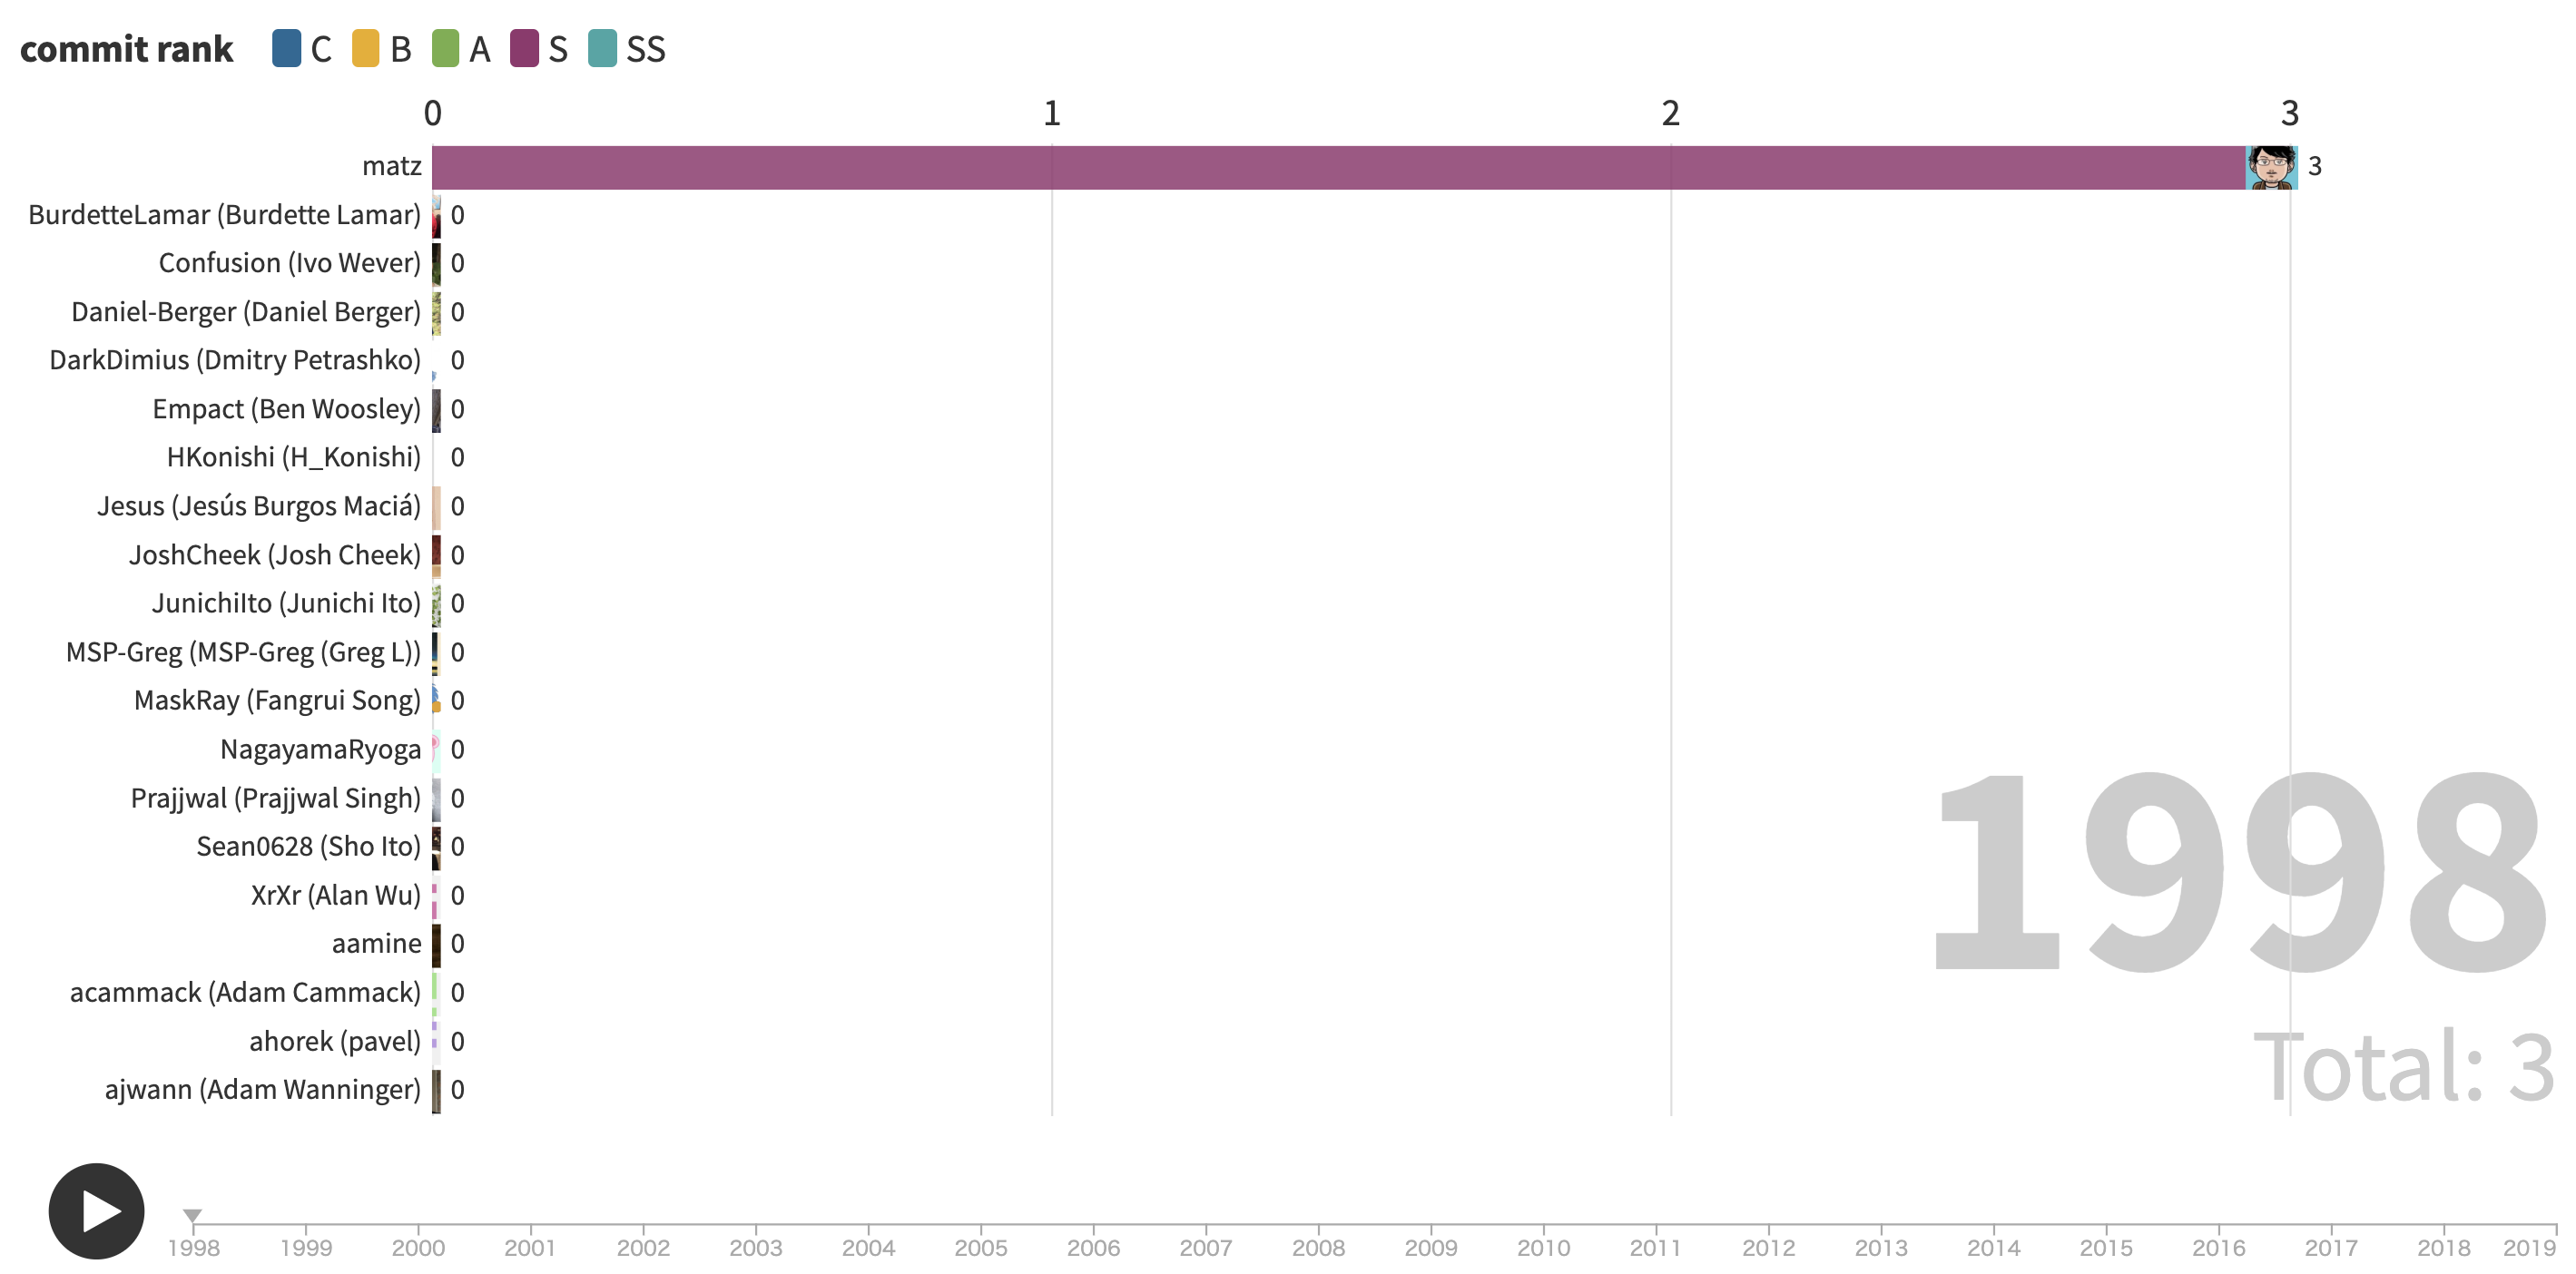 commit rank C B A S SS
0 1 2 3
matz 3
BurdetteLamar (Burdette Lamar) 0
Confusion (Ivo Wever) 0
Daniel-Berger (Daniel Berger) 0
DarkDimius (Dmitry Petrashko) 0
Empact (Ben Woosley) 0
HKonishi (H_Konishi) 0
Jesus (Jesús Burgos Maciá) 0
JoshCheek (Josh Cheek) 0
JunichiIto (Junichi Ito) 0
MSP-Greg (MSP-Greg (Greg L)) 0
MaskRay (Fangrui Song) 0
NagayamaRyoga 0
Prajjwal (Prajjwal Singh) 0
Sean0628 (Sho Ito) 0
XrXr (Alan Wu) 0
aamine 0
acammack (Adam Cammack) 0
ahorek (pavel) 0
ajwann (Adam Wanninger) 0
1998
Total: 3
1998 1999 2000 2001 2002 2003 2004 2005 2006 2007 2008 2009 2010 2011 2012 2013 2014 2015 2016 2017 2018 2019